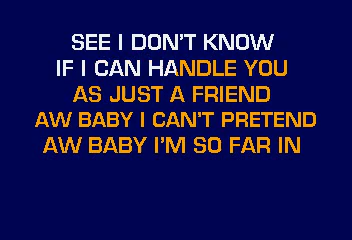 SEE I DON'T KNOW
IF I CAN HANDLE YOU
AS JUST A FRIEND
AW BABY I CAN'T PRETEND
AW BABY I'M SO FAR IN